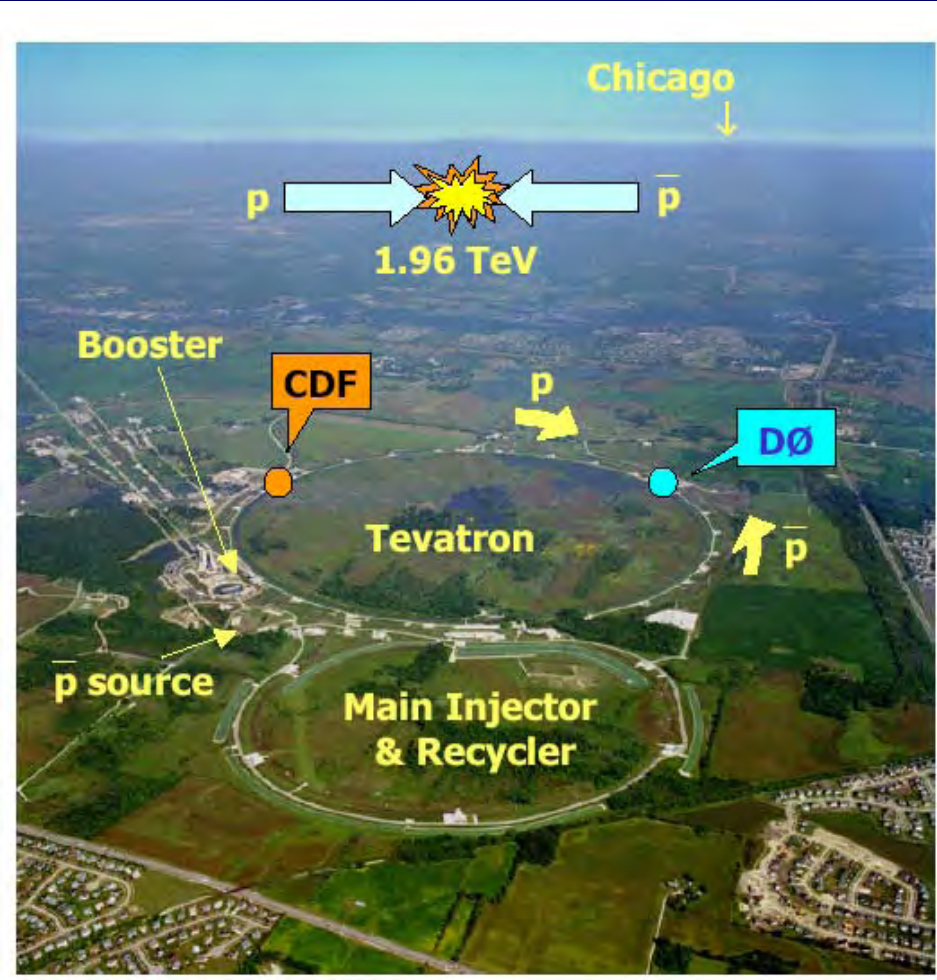 Chicago
↓
p
p̅
1.96 TeV
Booster
CDF
p
DØ
Tevatron
p̅
p̅ source
Main Injector
& Recycler